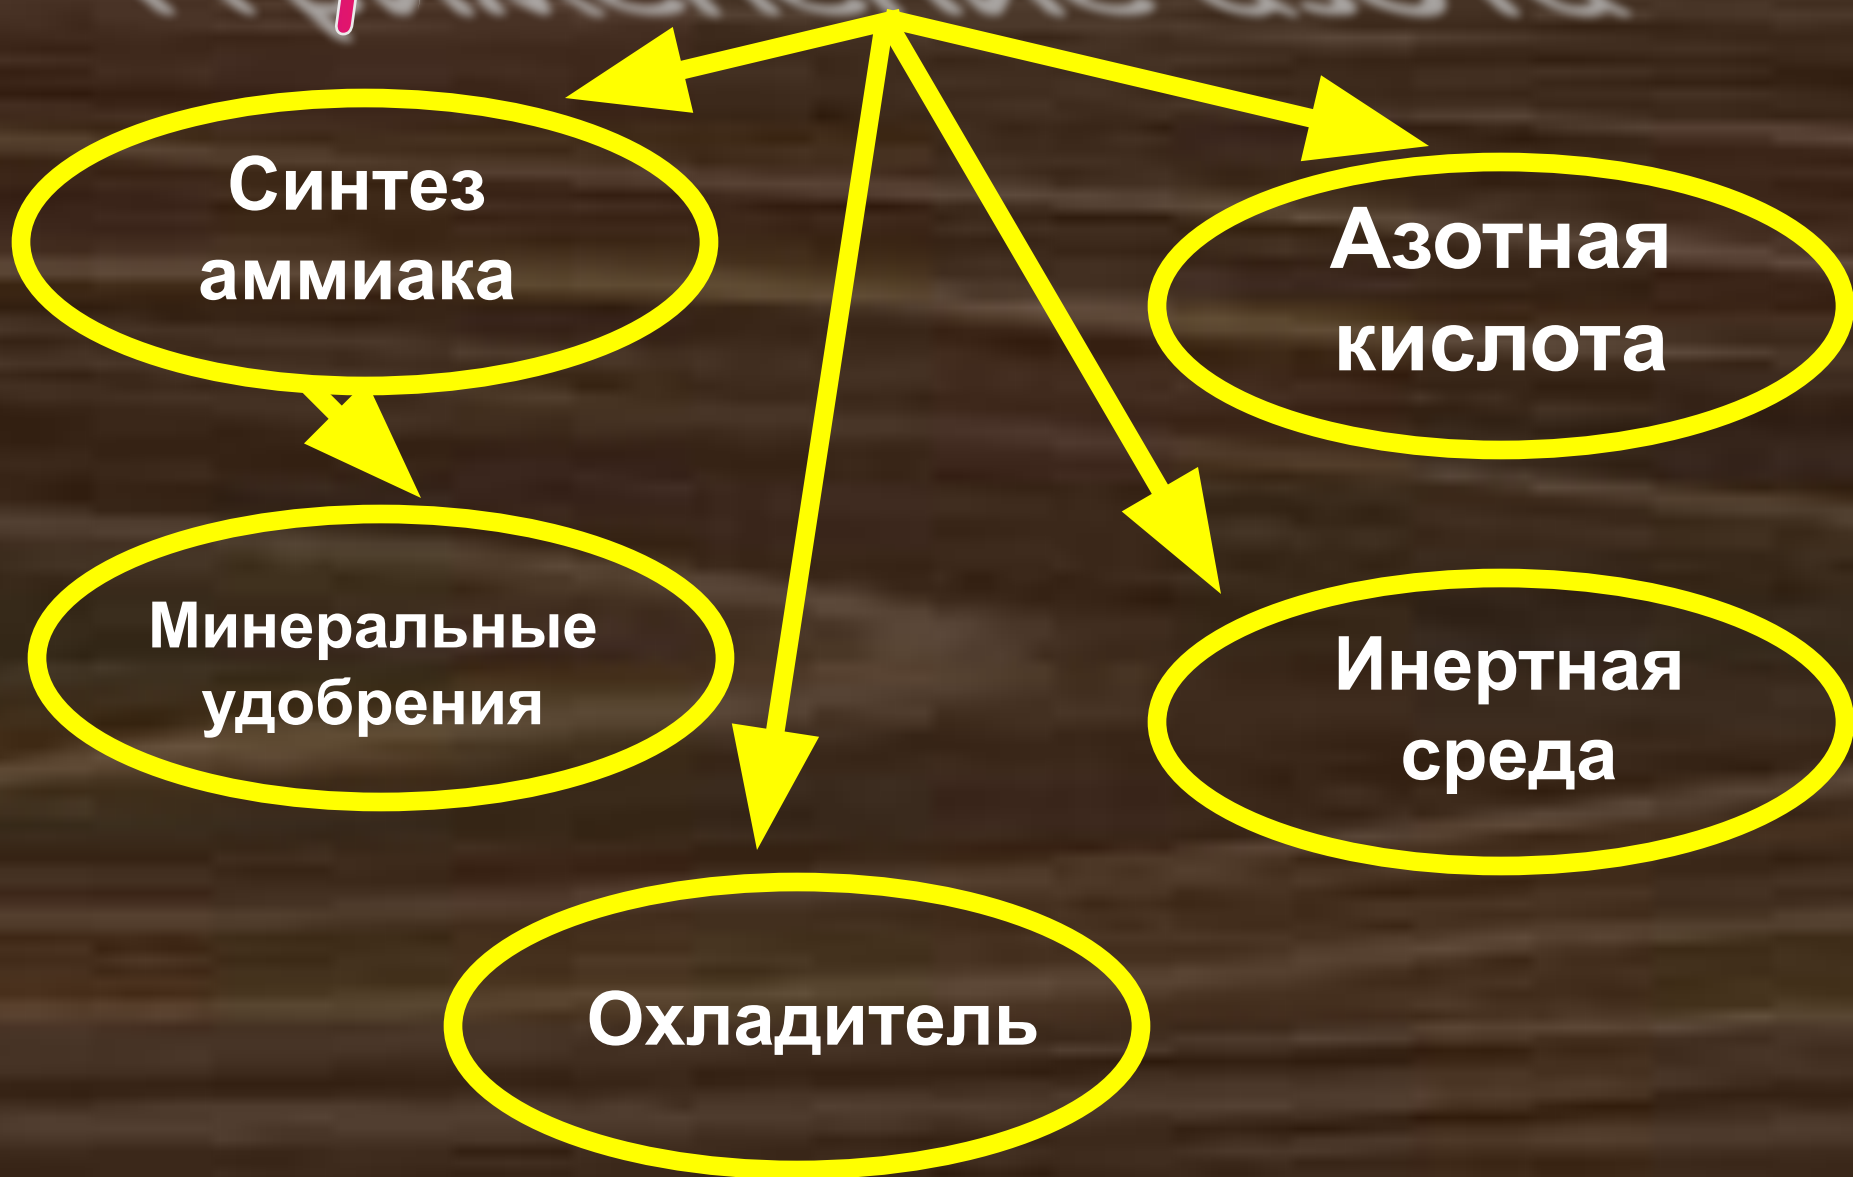 Синтез
аммиака
Азотная
кислота
Минеральные
удобрения
Инертная
среда
Охладитель